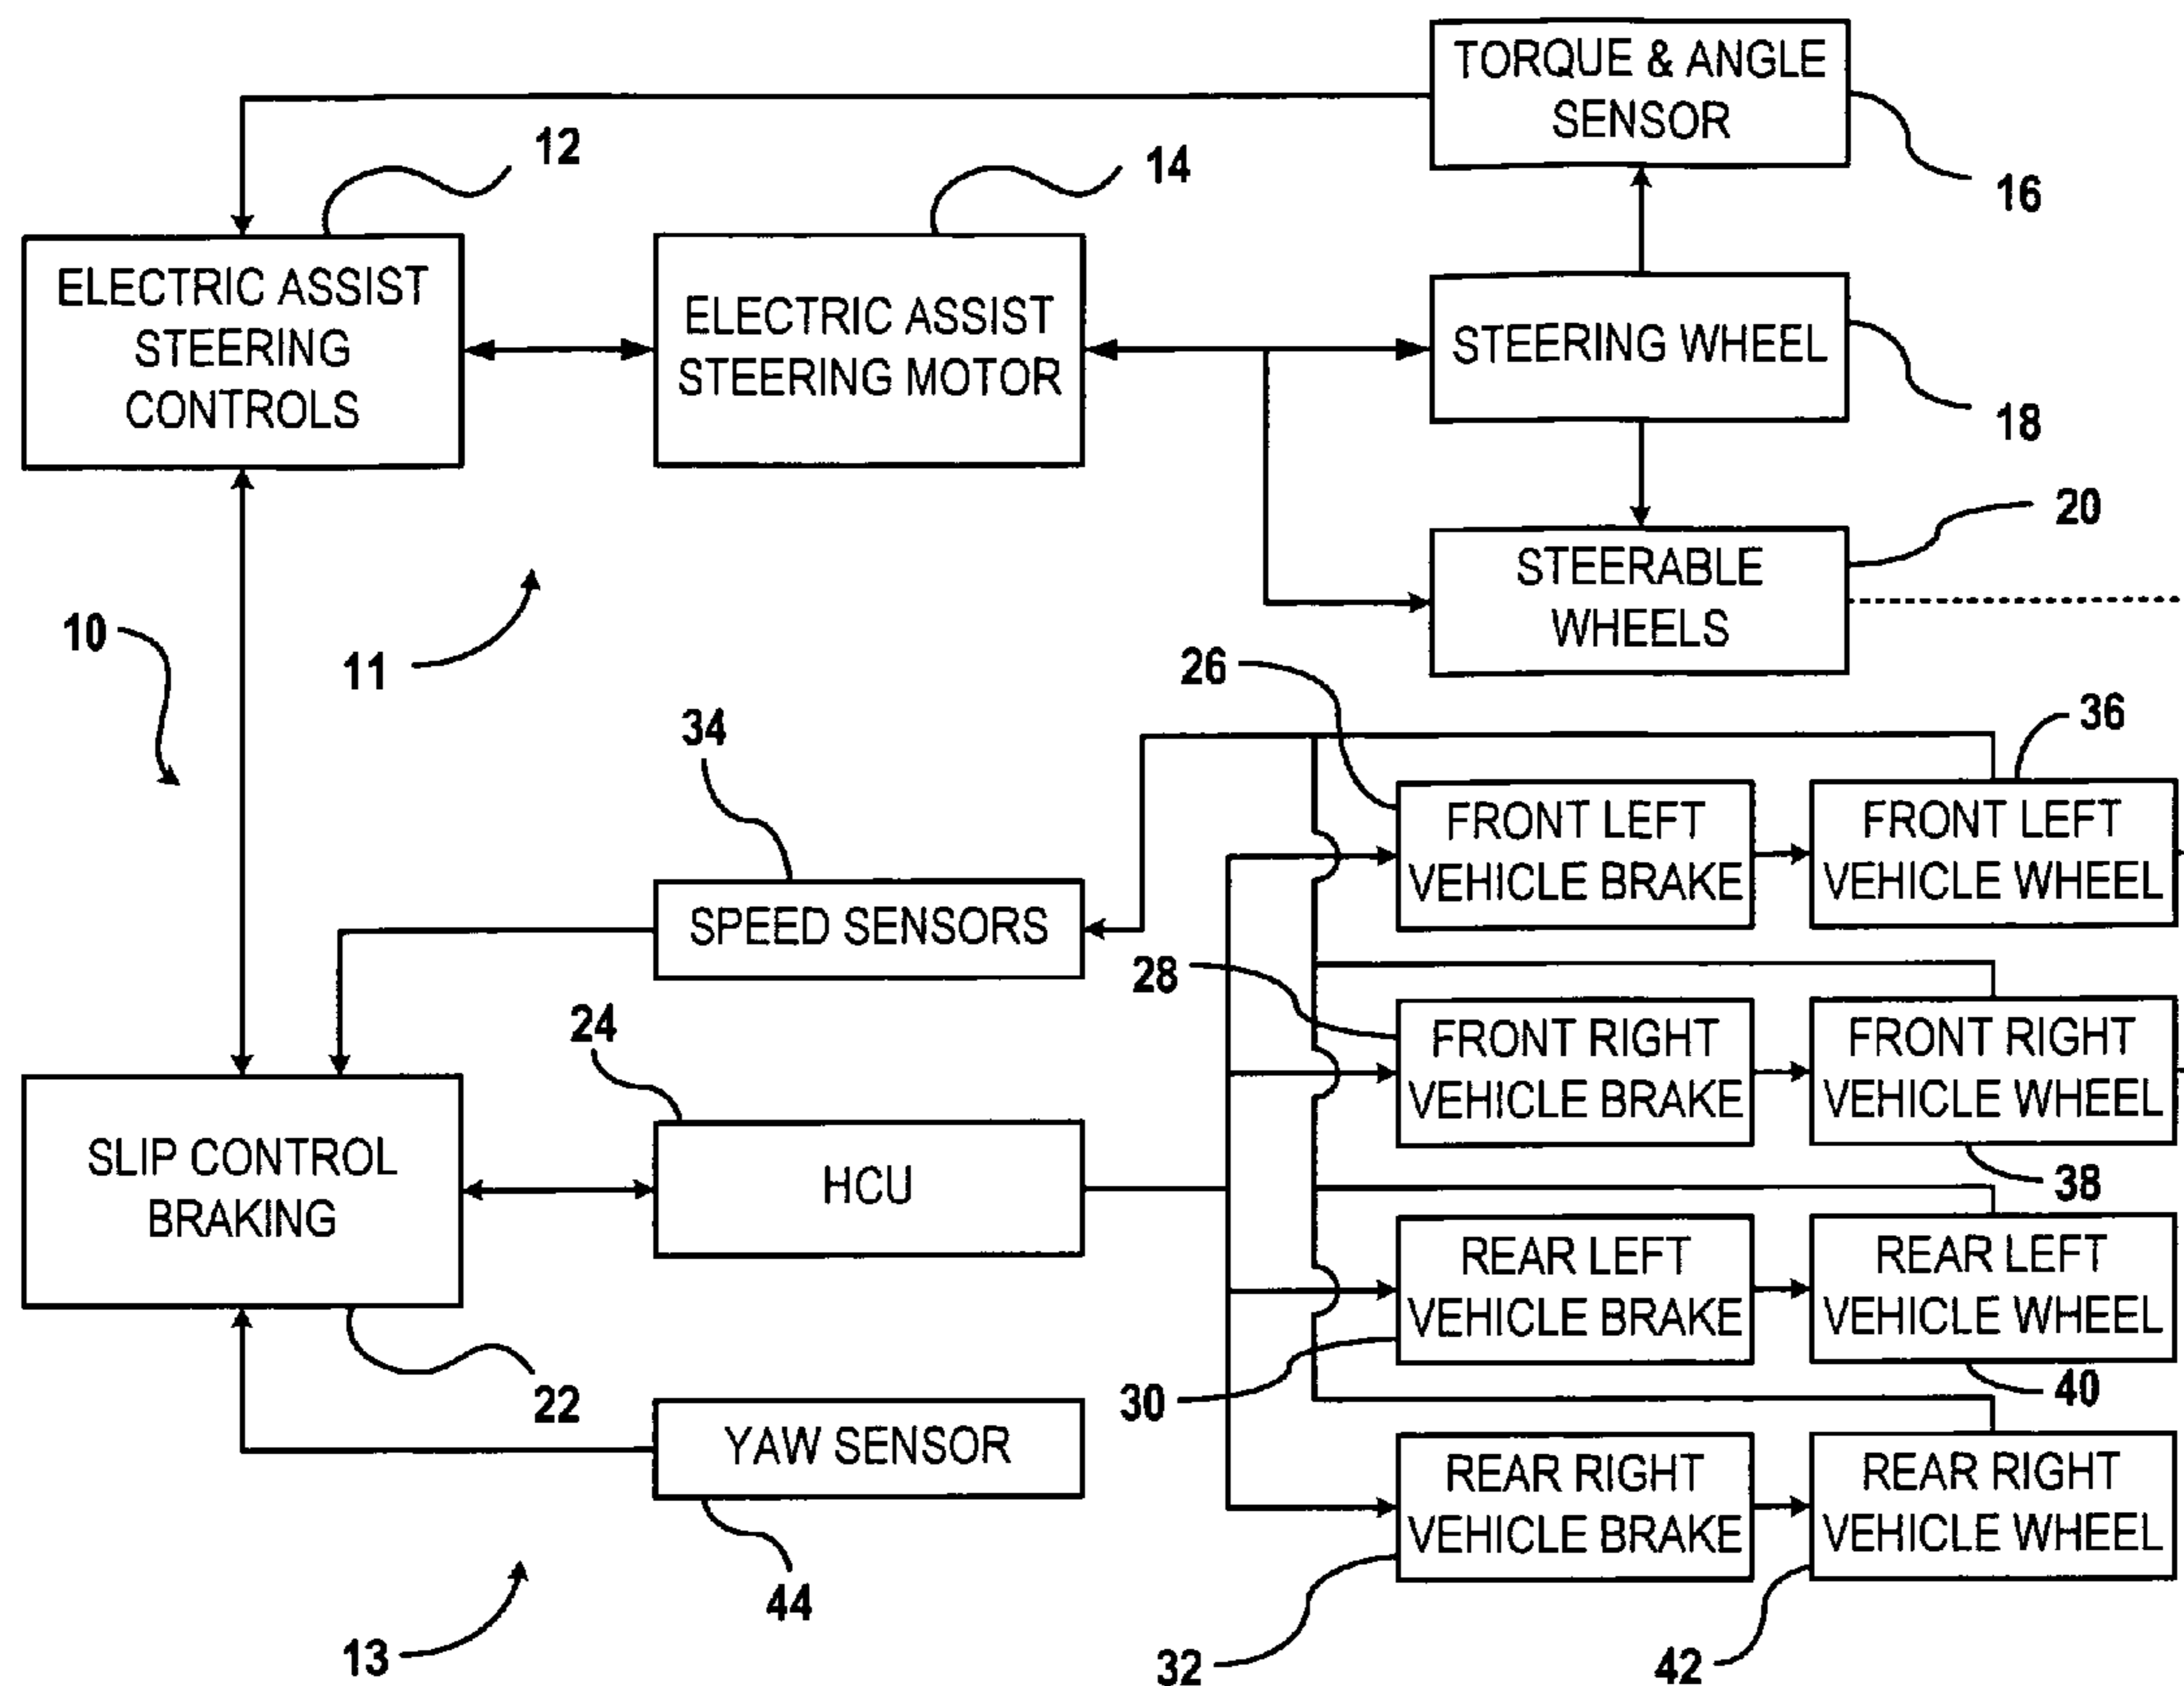 TORQUE & ANGLE
SENSOR
12
14
16
ELECTRIC ASSIST
STEERING
CONTROLS
ELECTRIC ASSIST
STEERING MOTOR
STEERING WHEEL
18
20
STEERABLE
WHEELS
10
11
26
36
34
FRONT LEFT
VEHICLE BRAKE
FRONT LEFT
VEHICLE WHEEL
SPEED SENSORS
28
24
FRONT RIGHT
VEHICLE BRAKE
FRONT RIGHT
VEHICLE WHEEL
SLIP CONTROL
BRAKING
HCU
38
REAR LEFT
VEHICLE BRAKE
REAR LEFT
VEHICLE WHEEL
22
30
40
YAW SENSOR
REAR RIGHT
VEHICLE BRAKE
REAR RIGHT
VEHICLE WHEEL
44
13
32
42